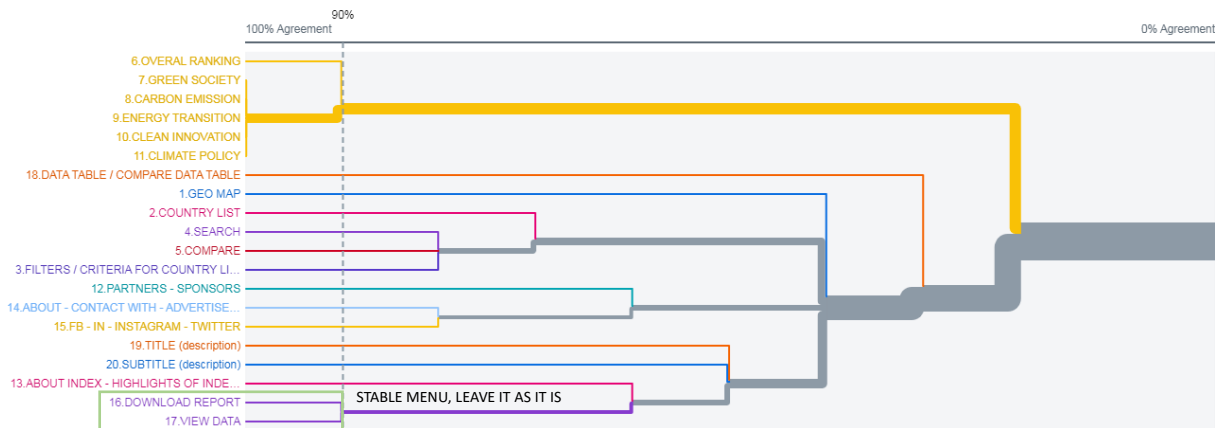 90%
100% Agreement
0% Agreement
6.OVERAL RANKING
7.GREEN SOCIETY
8.CARBON EMISSION
9.ENERGY TRANSITION
10.CLEAN INNOVATION
11.CLIMATE POLICY
18.DATA TABLE / COMPARE DATA TABLE
1.GEO MAP
2.COUNTRY LIST
4.SEARCH
5.COMPARE
3.FILTERS / CRITERIA FOR COUNTRY LI...
12.PARTNERS - SPONSORS
14.ABOUT - CONTACT WITH - ADVERTISE...
15.FB - IN - INSTAGRAM - TWITTER
19.TITLE (description)
20.SUBTITLE (description)
13.ABOUT INDEX - HIGHLIGHTS OF INDE...
STABLE MENU, LEAVE IT AS IT IS
16.DOWNLOAD REPORT
17.VIEW DATA